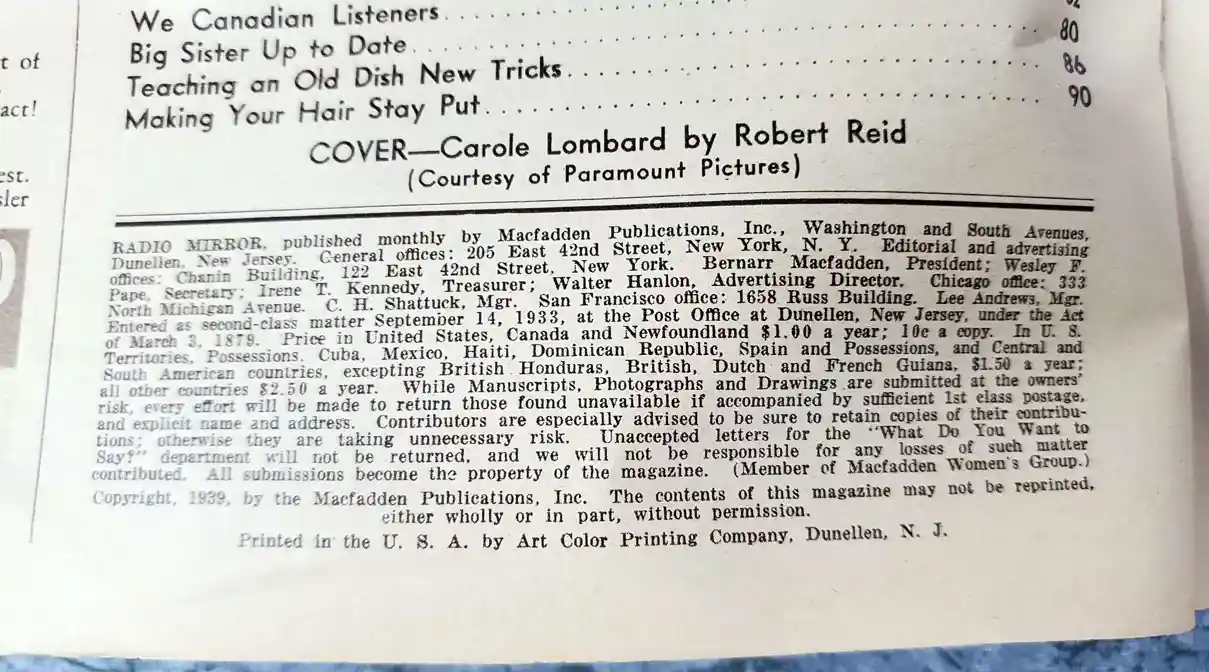 We Canadian Listeners
Big Sister Up to Date 80
Teaching an Old Dish New Tricks 86
Making Your Hair Stay Put 90
COVER—Carole Lombard by Robert Reid
(Courtesy of Paramount Pictures)
t of
act!
est.
sler
RADIO MIRROR, published monthly by Macfadden Publications, Inc., Washington and South Avenues,
Dunellen, New Jersey. General offices: 205 East 42nd Street, New York, N. Y. Editorial and advertising
offices: Chanin Building, 122 East 42nd Street, New York. Bernarr Macfadden, President; Wesley F.
Pape, Secretary; Irene T. Kennedy, Treasurer; Walter Hanlon, Advertising Director. Chicago office: 333
North Michigan Avenue. C. H. Shattuck, Mgr. San Francisco office: 1658 Russ Building. Lee Andrews, Mgr.
Entered as second-class matter September 14, 1933, at the Post Office at Dunellen, New Jersey, under the Act
of March 3, 1879. Price in United States, Canada and Newfoundland $1.00 a year; 10c a copy. In U. S.
Territories, Possessions, Cuba, Mexico, Haiti, Dominican Republic, Spain and Possessions, and Central and
South American countries, excepting British Honduras, British, Dutch and French Guiana, $1.50 a year;
all other countries $2.50 a year. While Manuscripts, Photographs and Drawings are submitted at the owners'
risk, every effort will be made to return those found unavailable if accompanied by sufficient 1st class postage,
and explicit name and address. Contributors are especially advised to be sure to retain copies of their contribu-
tions; otherwise they are taking unnecessary risk. Unaccepted letters for the "What Do You Want to
Say?" department will not be returned, and we will not be responsible for any losses of such matter
contributed. All submissions become the property of the magazine. (Member of Macfadden Women's Group.)
Copyright, 1939, by the Macfadden Publications, Inc. The contents of this magazine may not be reprinted,
either wholly or in part, without permission.
Printed in the U. S. A. by Art Color Printing Company, Dunellen, N. J.